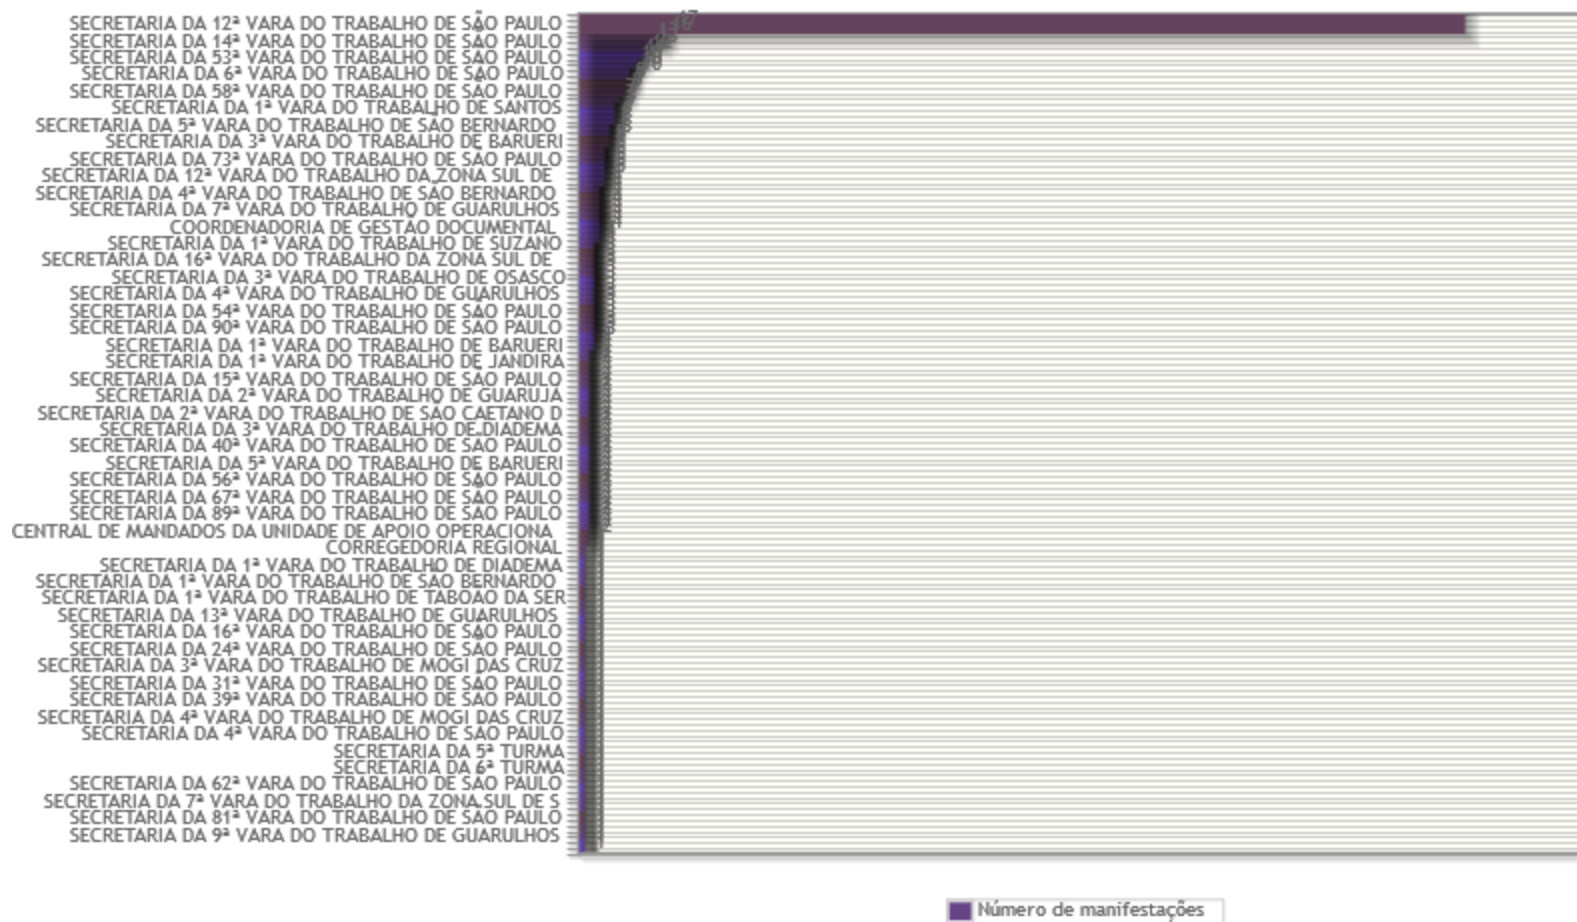 SECRETARIA DA 12ª VARA DO TRABALHO DE SÃO PAULO
SECRETARIA DA 14ª VARA DO TRABALHO DE SÃO PAULO
SECRETARIA DA 53ª VARA DO TRABALHO DE SÃO PAULO
SECRETARIA DA 6ª VARA DO TRABALHO DE SÃO PAULO
SECRETARIA DA 58ª VARA DO TRABALHO DE SÃO PAULO
SECRETARIA DA 1ª VARA DO TRABALHO DE SANTOS
SECRETARIA DA 5ª VARA DO TRABALHO DE SÃO BERNARDO
SECRETARIA DA 3ª VARA DO TRABALHO DE BARUERI
SECRETARIA DA 73ª VARA DO TRABALHO DE SÃO PAULO
SECRETARIA DA 12ª VARA DO TRABALHO DA ZONA SUL DE
SECRETARIA DA 4ª VARA DO TRABALHO DE SÃO BERNARDO
SECRETARIA DA 7ª VARA DO TRABALHO DE GUARULHOS
COORDENADORIA DE GESTÃO DOCUMENTAL
SECRETARIA DA 1ª VARA DO TRABALHO DE SUZANO
SECRETARIA DA 16ª VARA DO TRABALHO DA ZONA SUL DE
SECRETARIA DA 3ª VARA DO TRABALHO DE OSASCO
SECRETARIA DA 4ª VARA DO TRABALHO DE GUARULHOS
SECRETARIA DA 54ª VARA DO TRABALHO DE SÃO PAULO
SECRETARIA DA 90ª VARA DO TRABALHO DE SÃO PAULO
SECRETARIA DA 1ª VARA DO TRABALHO DE BARUERI
SECRETARIA DA 1ª VARA DO TRABALHO DE JANDIRA
SECRETARIA DA 15ª VARA DO TRABALHO DE SÃO PAULO
SECRETARIA DA 2ª VARA DO TRABALHO DE GUARUJÁ
SECRETARIA DA 2ª VARA DO TRABALHO DE SÃO CAETANO D
SECRETARIA DA 3ª VARA DO TRABALHO DE DIADEMA
SECRETARIA DA 40ª VARA DO TRABALHO DE SÃO PAULO
SECRETARIA DA 5ª VARA DO TRABALHO DE BARUERI
SECRETARIA DA 56ª VARA DO TRABALHO DE SÃO PAULO
SECRETARIA DA 67ª VARA DO TRABALHO DE SÃO PAULO
SECRETARIA DA 89ª VARA DO TRABALHO DE SÃO PAULO
CENTRAL DE MANDADOS DA UNIDADE DE APOIO OPERACIONA
CORREGEDORIA REGIONAL
SECRETARIA DA 1ª VARA DO TRABALHO DE DIADEMA
SECRETARIA DA 1ª VARA DO TRABALHO DE SÃO BERNARDO
SECRETARIA DA 1ª VARA DO TRABALHO DE TABOÃO DA SER
SECRETARIA DA 13ª VARA DO TRABALHO DE GUARULHOS
SECRETARIA DA 16ª VARA DO TRABALHO DE SÃO PAULO
SECRETARIA DA 24ª VARA DO TRABALHO DE SÃO PAULO
SECRETARIA DA 3ª VARA DO TRABALHO DE MOGI DAS CRUZ
SECRETARIA DA 31ª VARA DO TRABALHO DE SÃO PAULO
SECRETARIA DA 39ª VARA DO TRABALHO DE SÃO PAULO
SECRETARIA DA 4ª VARA DO TRABALHO DE MOGI DAS CRUZ
SECRETARIA DA 4ª VARA DO TRABALHO DE SÃO PAULO
SECRETARIA DA 5ª TURMA
SECRETARIA DA 6ª TURMA
SECRETARIA DA 62ª VARA DO TRABALHO DE SÃO PAULO
SECRETARIA DA 7ª VARA DO TRABALHO DA ZONA SUL DE S
SECRETARIA DA 81ª VARA DO TRABALHO DE SÃO PAULO
SECRETARIA DA 9ª VARA DO TRABALHO DE GUARULHOS
17
Número de manifestações